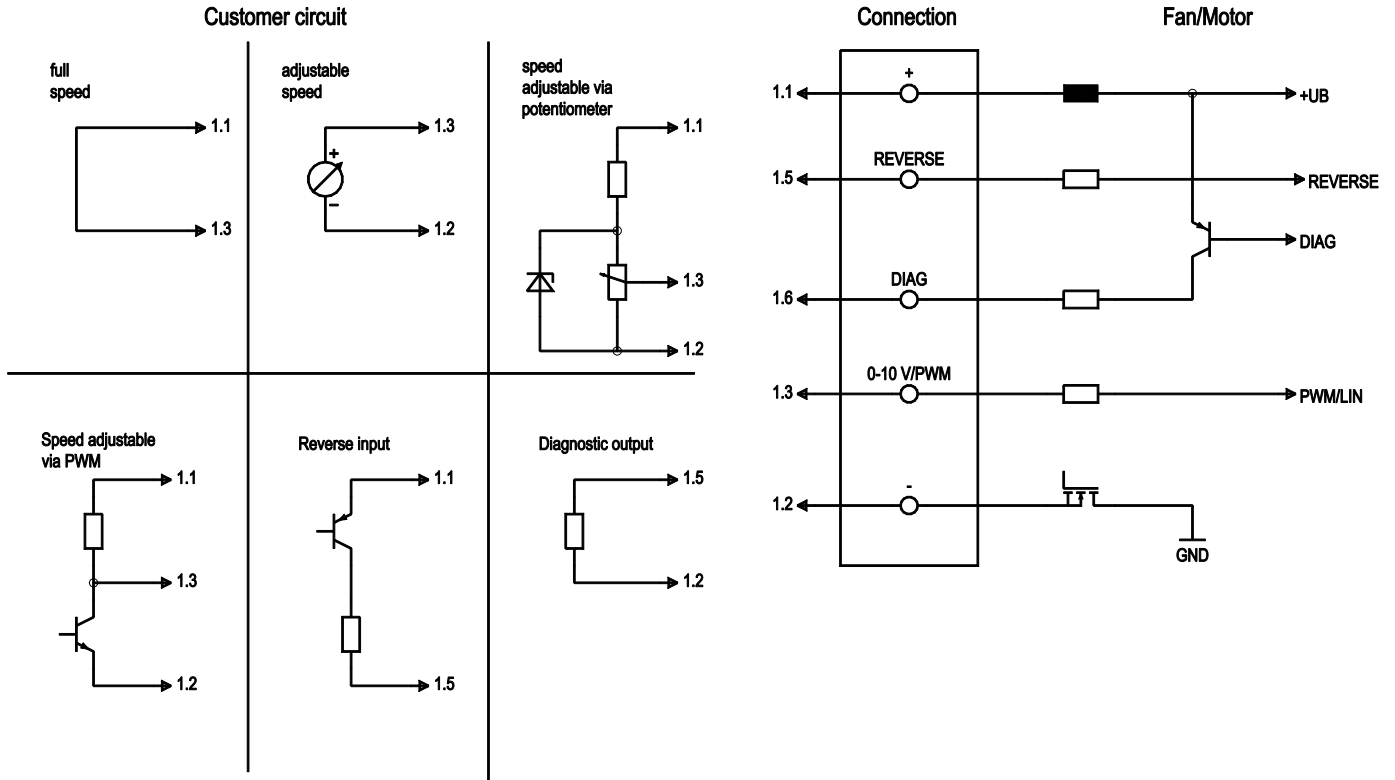 Customer circuit
full
speed
1.1
1.3
adjustable
speed
1.3
+
−
1.2
speed
adjustable via
potentiometer
1.1
1.3
1.2
Speed adjustable
via PWM
1.1
1.3
1.2
Reverse input
1.1
1.5
Diagnostic output
1.5
1.2
Connection
Fan/Motor
+
1.1
+UB
REVERSE
1.5
REVERSE
DIAG
DIAG
1.6
0-10 V/PWM
1.3
PWM/LIN
-
1.2
GND